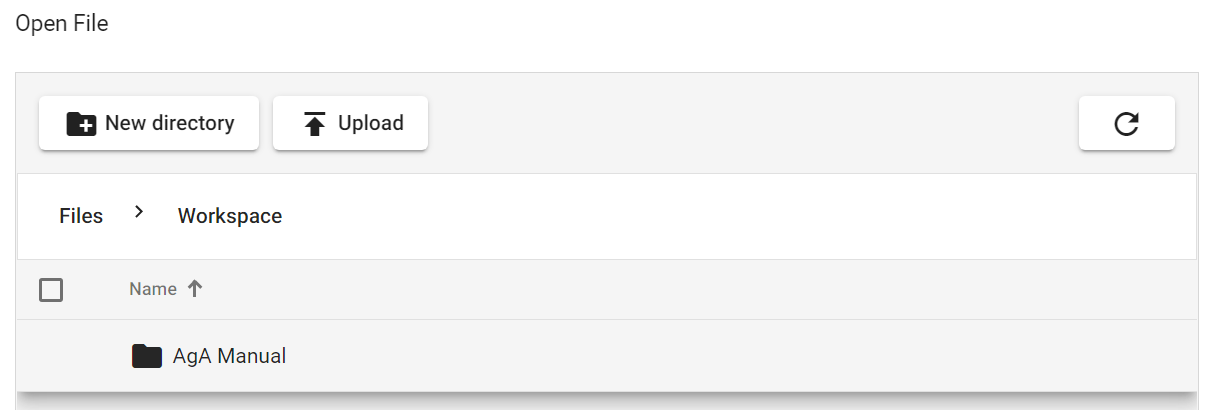 Open File
New directory Upload
Files Workspace
Name
AgA Manual